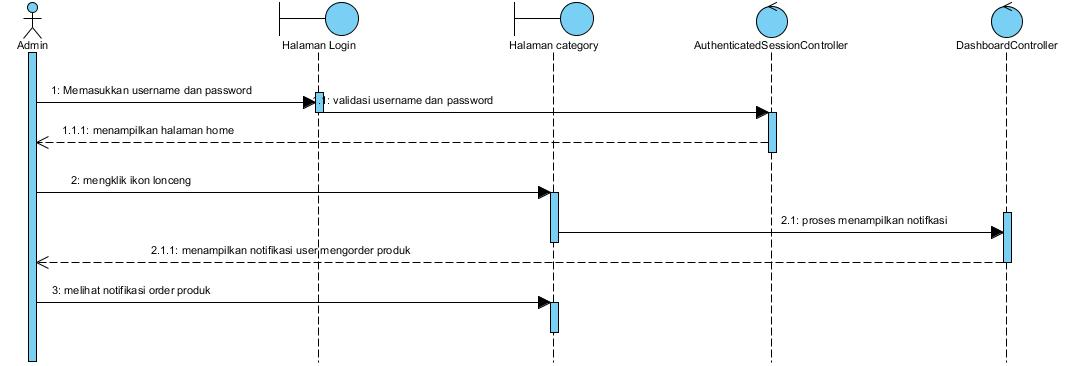 Admin
Halaman Login
Halaman category
AuthenticatedSessionController
DashboardController
1: Memasukkan username dan password
1.1: validasi username dan password
1.1.1: menampilkan halaman home
2: mengklik ikon lonceng
2.1: proses menampilkan notifkasi
2.1.1: menampilkan notifikasi user mengorder produk
3: melihat notifikasi order produk